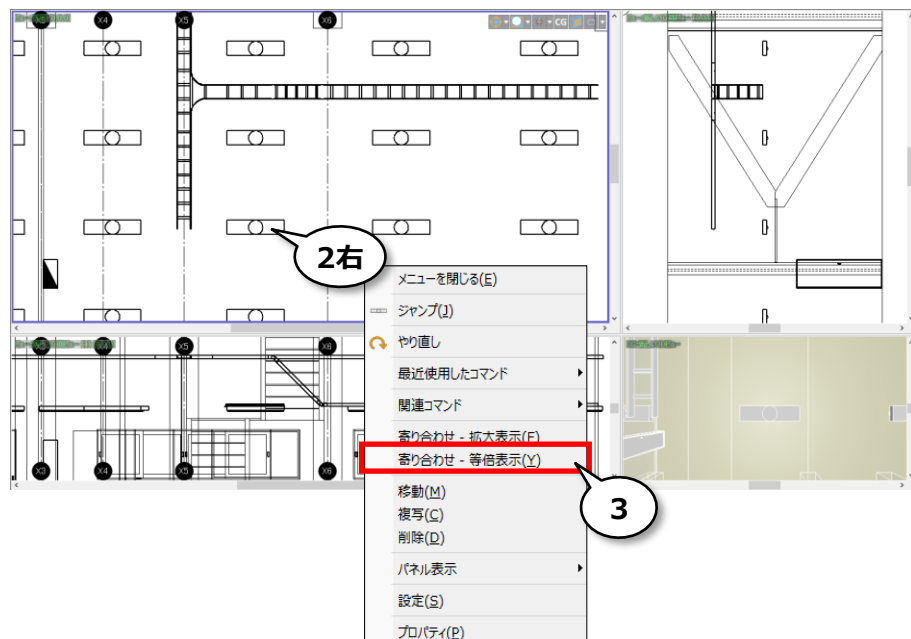 X4
X5
X6
CG
2右
メニューを閉じる(E)
ジャンプ(J)
やり直し
最近使用したコマンド
関連コマンド
寄り合わせ - 拡大表示(F)
寄り合わせ - 等倍表示(Y)
移動(M)
複写(C)
削除(D)
パネル表示
設定(S)
プロパティ(P)
3
X3
X4
X5
X6